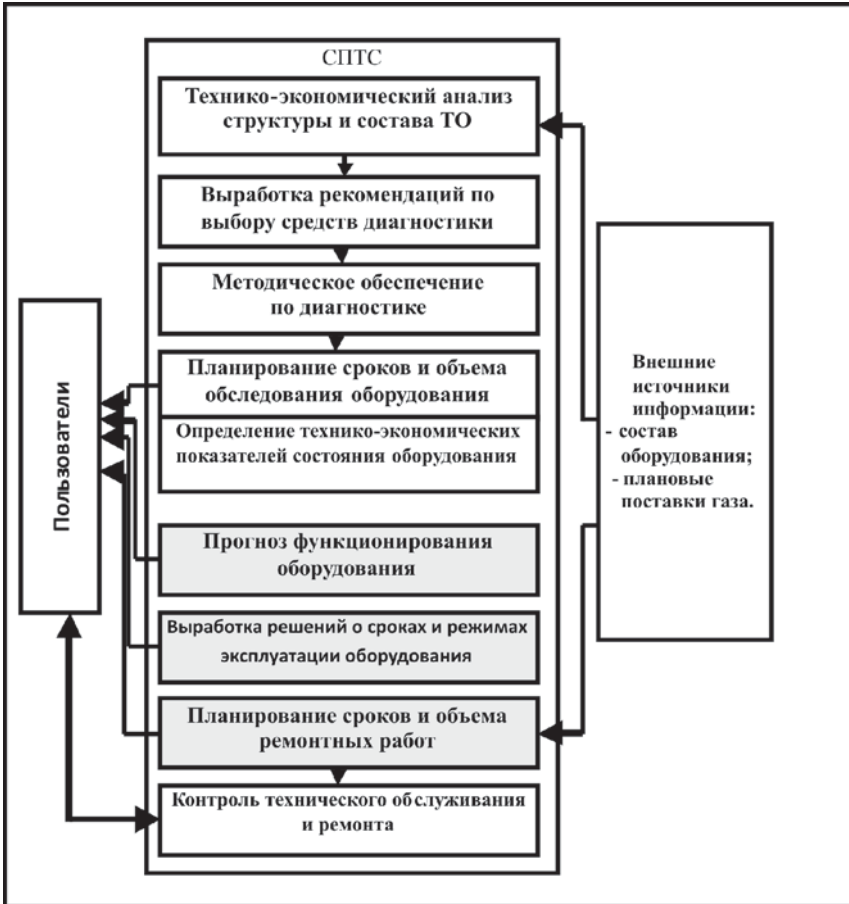 СПТС
Технико-экономический анализ
структуры и состава ТО
Выработка рекомендаций по
выбору средств диагностики
Методическое обеспечение
по диагностике
Планирование сроков и объема
обследования оборудования
Определение технико-экономических
показателей состояния оборудования
Прогноз функционирования
оборудования
Выработка решений о сроках и режимах
эксплуатации оборудования
Планирование сроков и объема
ремонтных работ
Контроль технического обслуживания
и ремонта
Пользователи
Внешние
источники
информации:
- состав
оборудования;
- плановые
поставки газа.